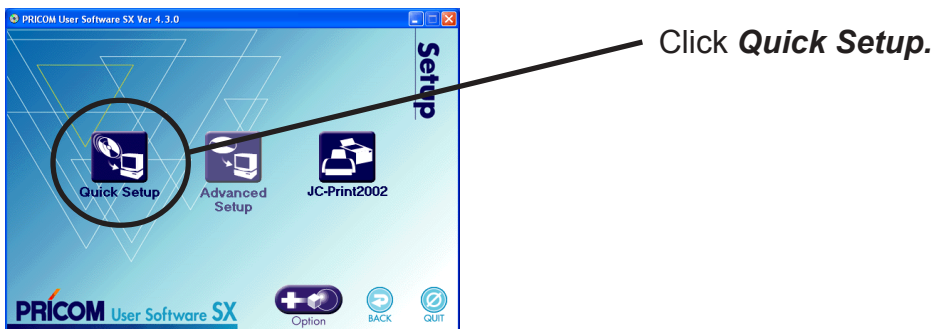 PRICOM User Software SX Ver 4.3.0
Setup
Click Quick Setup.
Quick Setup
Advanced
Setup
JC-Print2002
PRICOM User Software SX
Option
BACK
QUIT